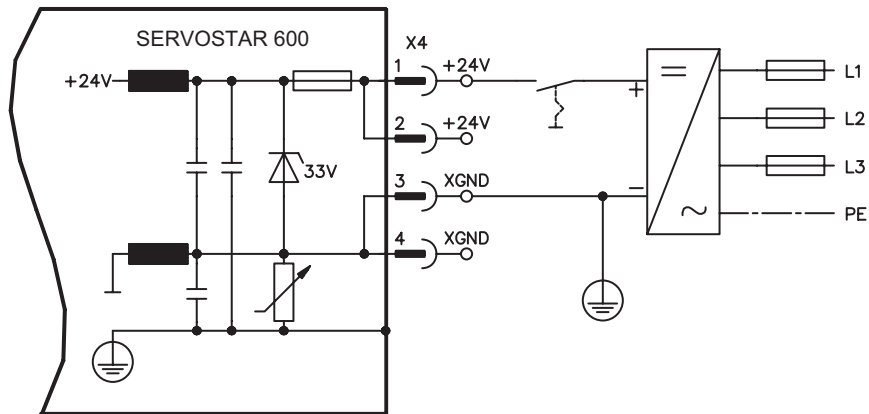 SERVOSTAR 600
X4
+24V
1
+24V
2
+24V
33V
3
XGND
4
XGND
+
−
L1
L2
L3
PE